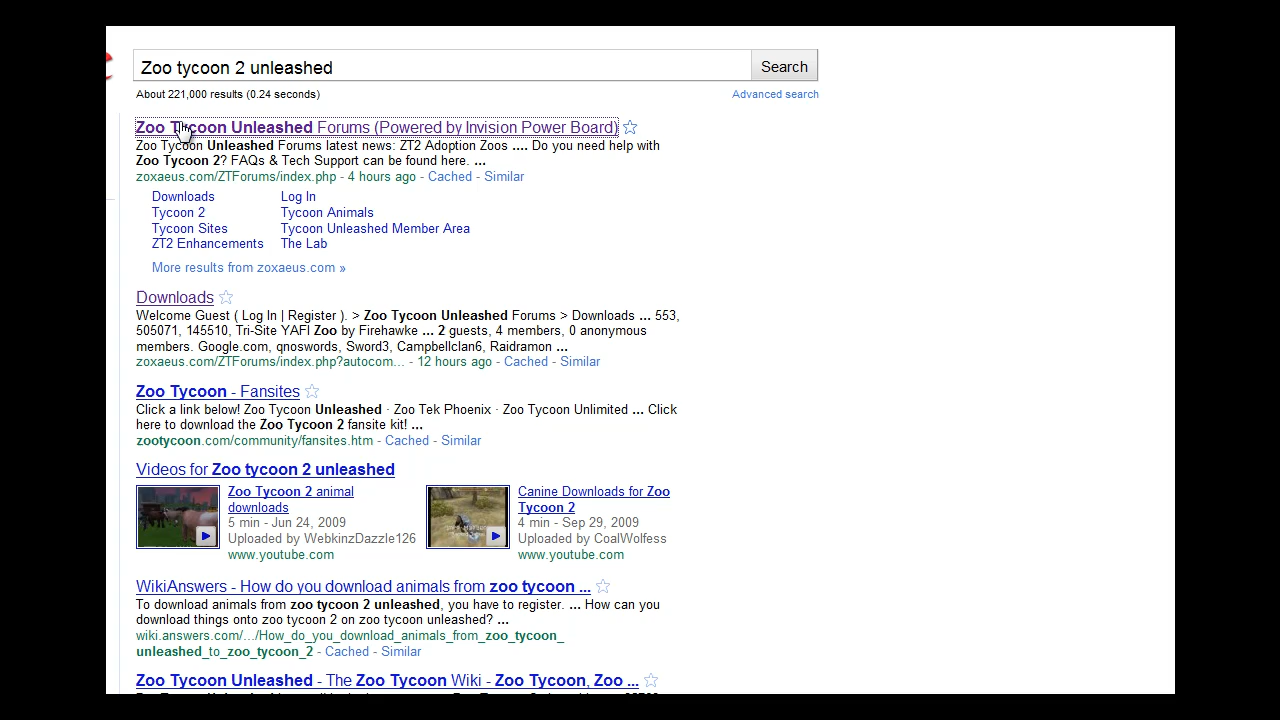 Zoo tycoon 2 unleashed
Search
About 221,000 results (0.24 seconds)
Advanced search
Zoo Tycoon Unleashed Forums (Powered by Invision Power Board)
Zoo Tycoon Unleashed Forums latest news: ZT2 Adoption Zoos .... Do you need help with
Zoo Tycoon 2? FAQs & Tech Support can be found here. ...
zoxaeus.com/ZTForums/index.php - 4 hours ago - Cached - Similar
Downloads
Log In
Tycoon 2
Tycoon Animals
Tycoon Sites
Tycoon Unleashed Member Area
ZT2 Enhancements
The Lab
More results from zoxaeus.com »
Downloads
Welcome Guest ( Log In | Register ). > Zoo Tycoon Unleashed Forums > Downloads ... 553,
505071, 145510, Tri-Site YAFI Zoo by Firehawke ... 2 guests, 4 members, 0 anonymous
members. Google.com, qnoswords, Sword3, Campbellclan6, Raidramon ...
zoxaeus.com/ZTForums/index.php?autocom... - 12 hours ago - Cached - Similar
Zoo Tycoon - Fansites
Click a link below! Zoo Tycoon Unleashed · Zoo Tek Phoenix · Zoo Tycoon Unlimited ... Click
here to download the Zoo Tycoon 2 fansite kit! ...
zootycoon.com/community/fansites.htm - Cached - Similar
Videos for Zoo tycoon 2 unleashed
Zoo Tycoon 2 animal
downloads
5 min - Jun 24, 2009
Uploaded by WebkinzDazzle126
www.youtube.com
Canine Downloads for Zoo
Tycoon 2
4 min - Sep 29, 2009
Uploaded by CoalWolfess
www.youtube.com
WikiAnswers - How do you download animals from zoo tycoon ...
To download animals from zoo tycoon 2 unleashed, you have to register. ... How can you
download things onto zoo tycoon 2 on zoo tycoon unleashed? ...
wiki.answers.com/.../How_do_you_download_animals_from_zoo_tycoon_
unleashed_to_zoo_tycoon_2 - Cached - Similar
Zoo Tycoon Unleashed - The Zoo Tycoon Wiki - Zoo Tycoon, Zoo ...